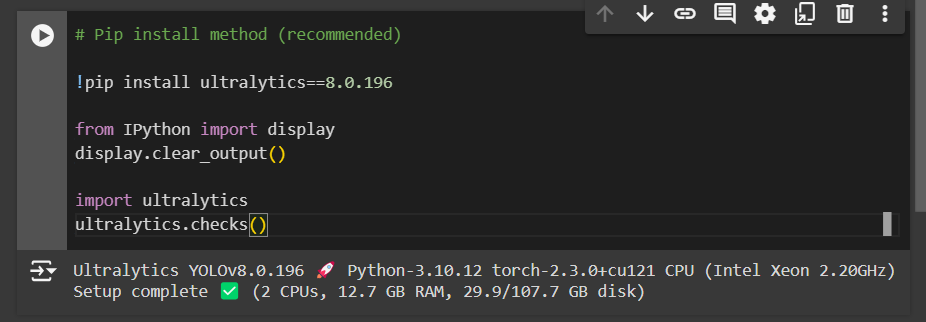 # Pip install method (recommended)
!pip install ultralytics==8.0.196
from IPython import display
display.clear_output()
import ultralytics
ultralytics.checks()
Ultralytics YOLOv8.0.196 🚀 Python-3.10.12 torch-2.3.0+cu121 CPU (Intel Xeon 2.20GHz)
Setup complete ✅ (2 CPUs, 12.7 GB RAM, 29.9/107.7 GB disk)